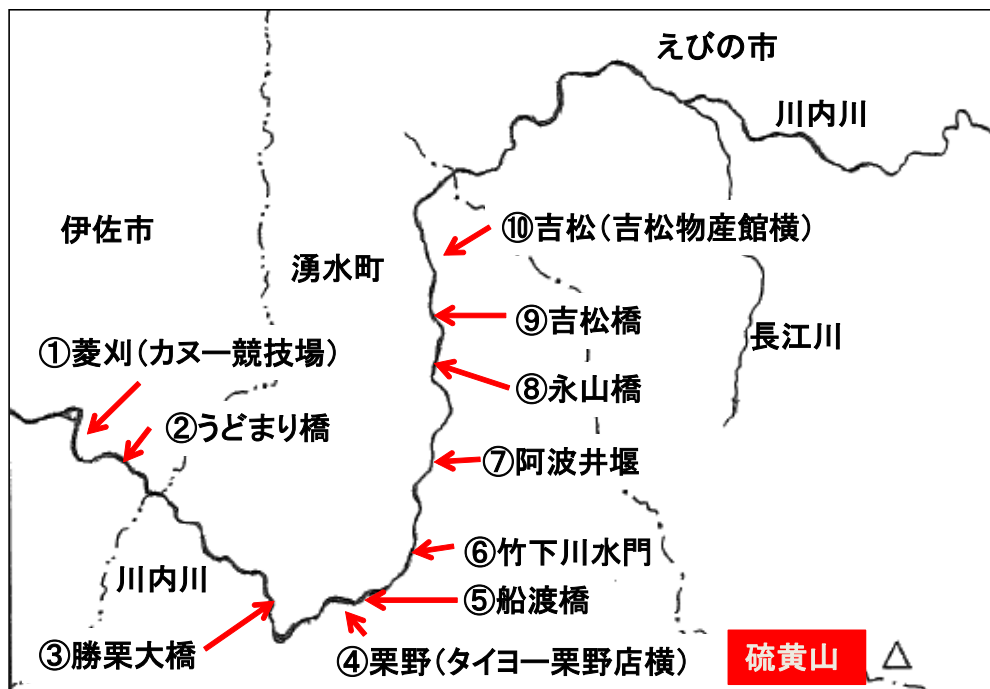 えびの市
川内川
伊佐市
⑩吉松(吉松物産館横)
湧水町
⑨吉松橋
長江川
①菱刈(カヌー競技場)
⑧永山橋
②うどまり橋
⑦阿波井堰
⑥竹下川水門
川内川
⑤船渡橋
③勝栗大橋
④栗野(タイヨー栗野店横)
硫黄山